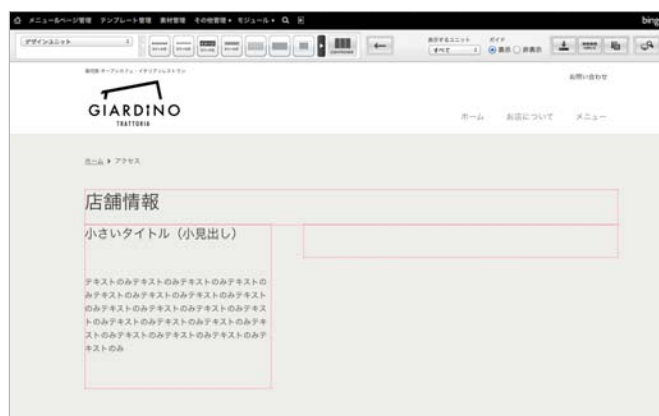 メニュー&ページ管理 テンプレート管理 素材管理 その他管理 モジュール
bing
デザインユニット
表示するユニット
すべて
ガイド
表示 非表示
お問い合わせ
GIARDINO
TRATTORIA
ホーム お店について メニュー
ホーム ▶ アクセス
店舗情報
小さいタイトル（小見出し）
テキストのみテキストのみテキストのみテキストの
みテキストのみテキストのみテキストのみテキスト
のみテキストのみテキストのみテキストのみテキス
トのみテキストのみテキストのみテキストのみテキ
ストのみテキストのみテキストのみテキストのみテ
キストのみ